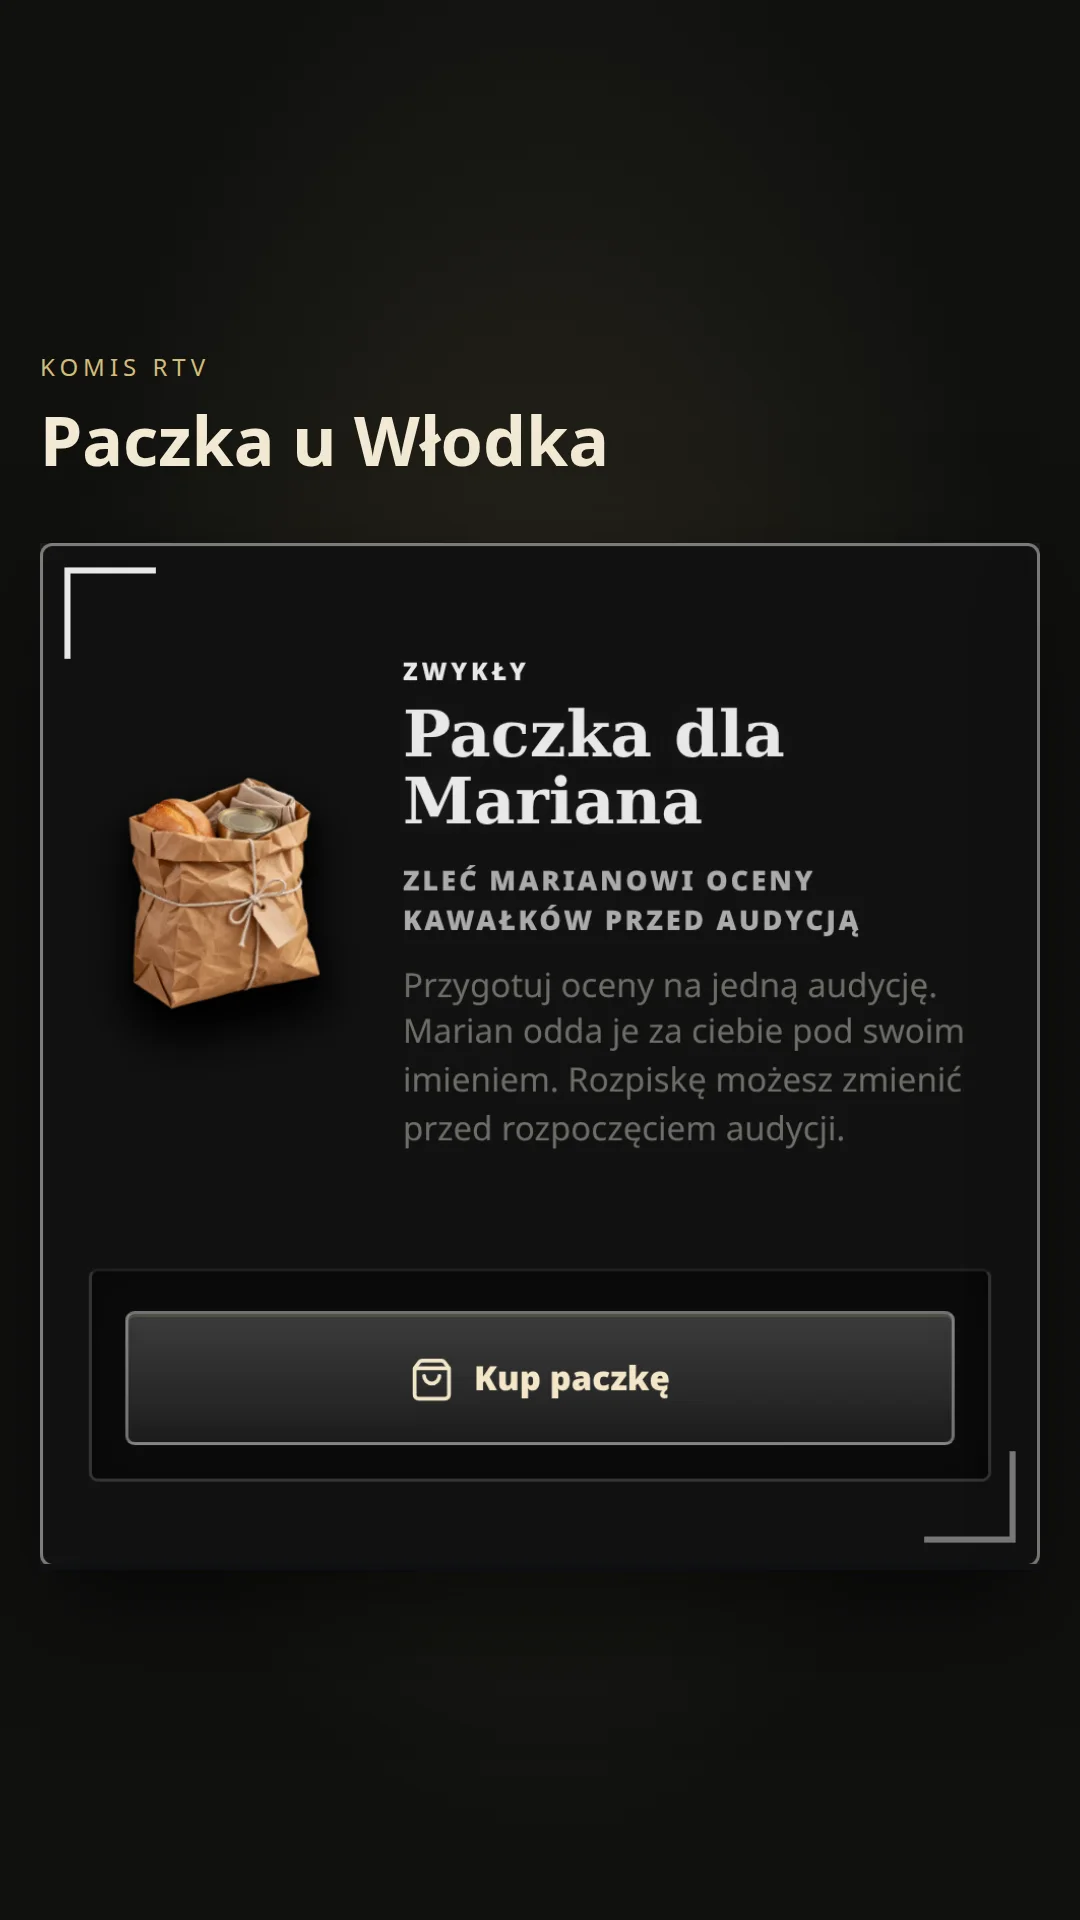 KOMIS RTV
Paczka u Włodka
ZWYKŁY
Paczka dla
Mariana
ZLEĆ MARIANOWI OCENY
KAWAŁKÓW PRZED AUDYCJĄ
Przygotuj oceny na jedną audycję.
Marian odda je za ciebie pod swoim
imieniem. Rozpiskę możesz zmienić
przed rozpoczęciem audycji.
Kup paczkę